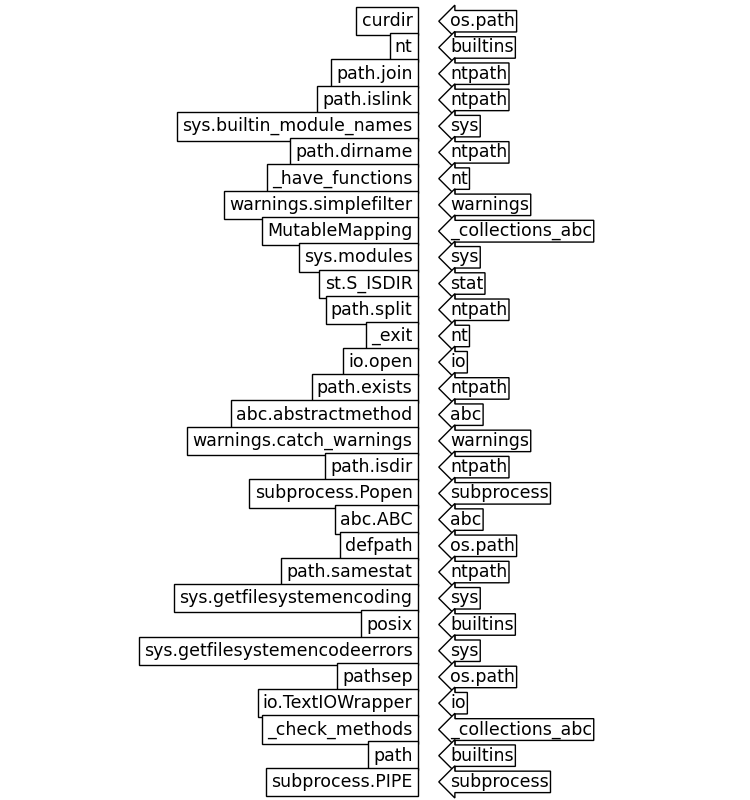 curdir os.path
nt builtins
path.join ntpath
path.islink ntpath
sys.builtin_module_names sys
path.dirname ntpath
_have_functions nt
warnings.simplefilter warnings
MutableMapping _collections_abc
sys.modules sys
st.S_ISDIR stat
path.split ntpath
_exit nt
io.open io
path.exists ntpath
abc.abstractmethod abc
warnings.catch_warnings warnings
path.isdir ntpath
subprocess.Popen subprocess
abc.ABC abc
defpath os.path
path.samestat ntpath
sys.getfilesystemencoding sys
posix builtins
sys.getfilesystemencodeerrors sys
pathsep os.path
io.TextIOWrapper io
_check_methods _collections_abc
path builtins
subprocess.PIPE subprocess